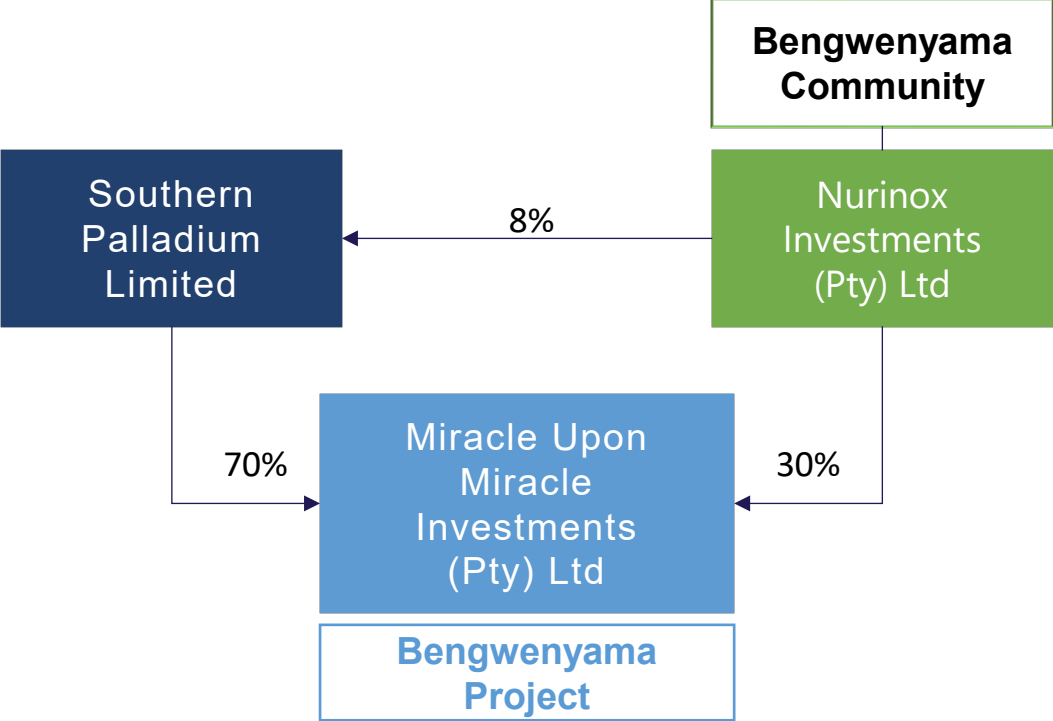 Bengwenyama
Community
Southern
Palladium
Limited
8%
Nurinox
Investments
(Pty) Ltd
70%
Miracle Upon
Miracle
Investments
(Pty) Ltd
30%
Bengwenyama
Project